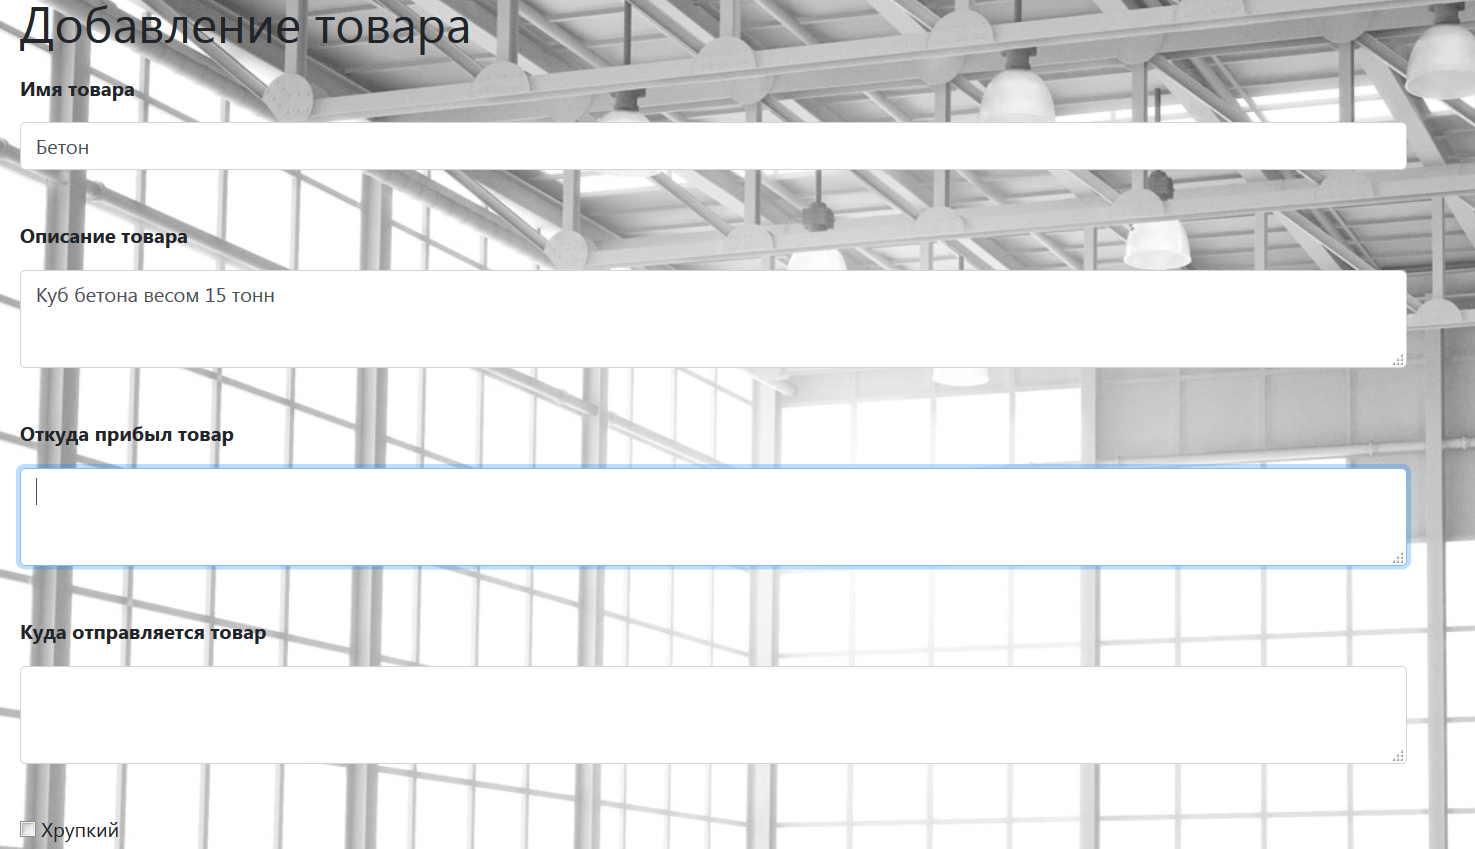 Добавление товара
Имя товара
Бетон
Описание товара
Куб бетона весом 15 тонн
Откуда прибыл товар
Куда отправляется товар
Хрупкий